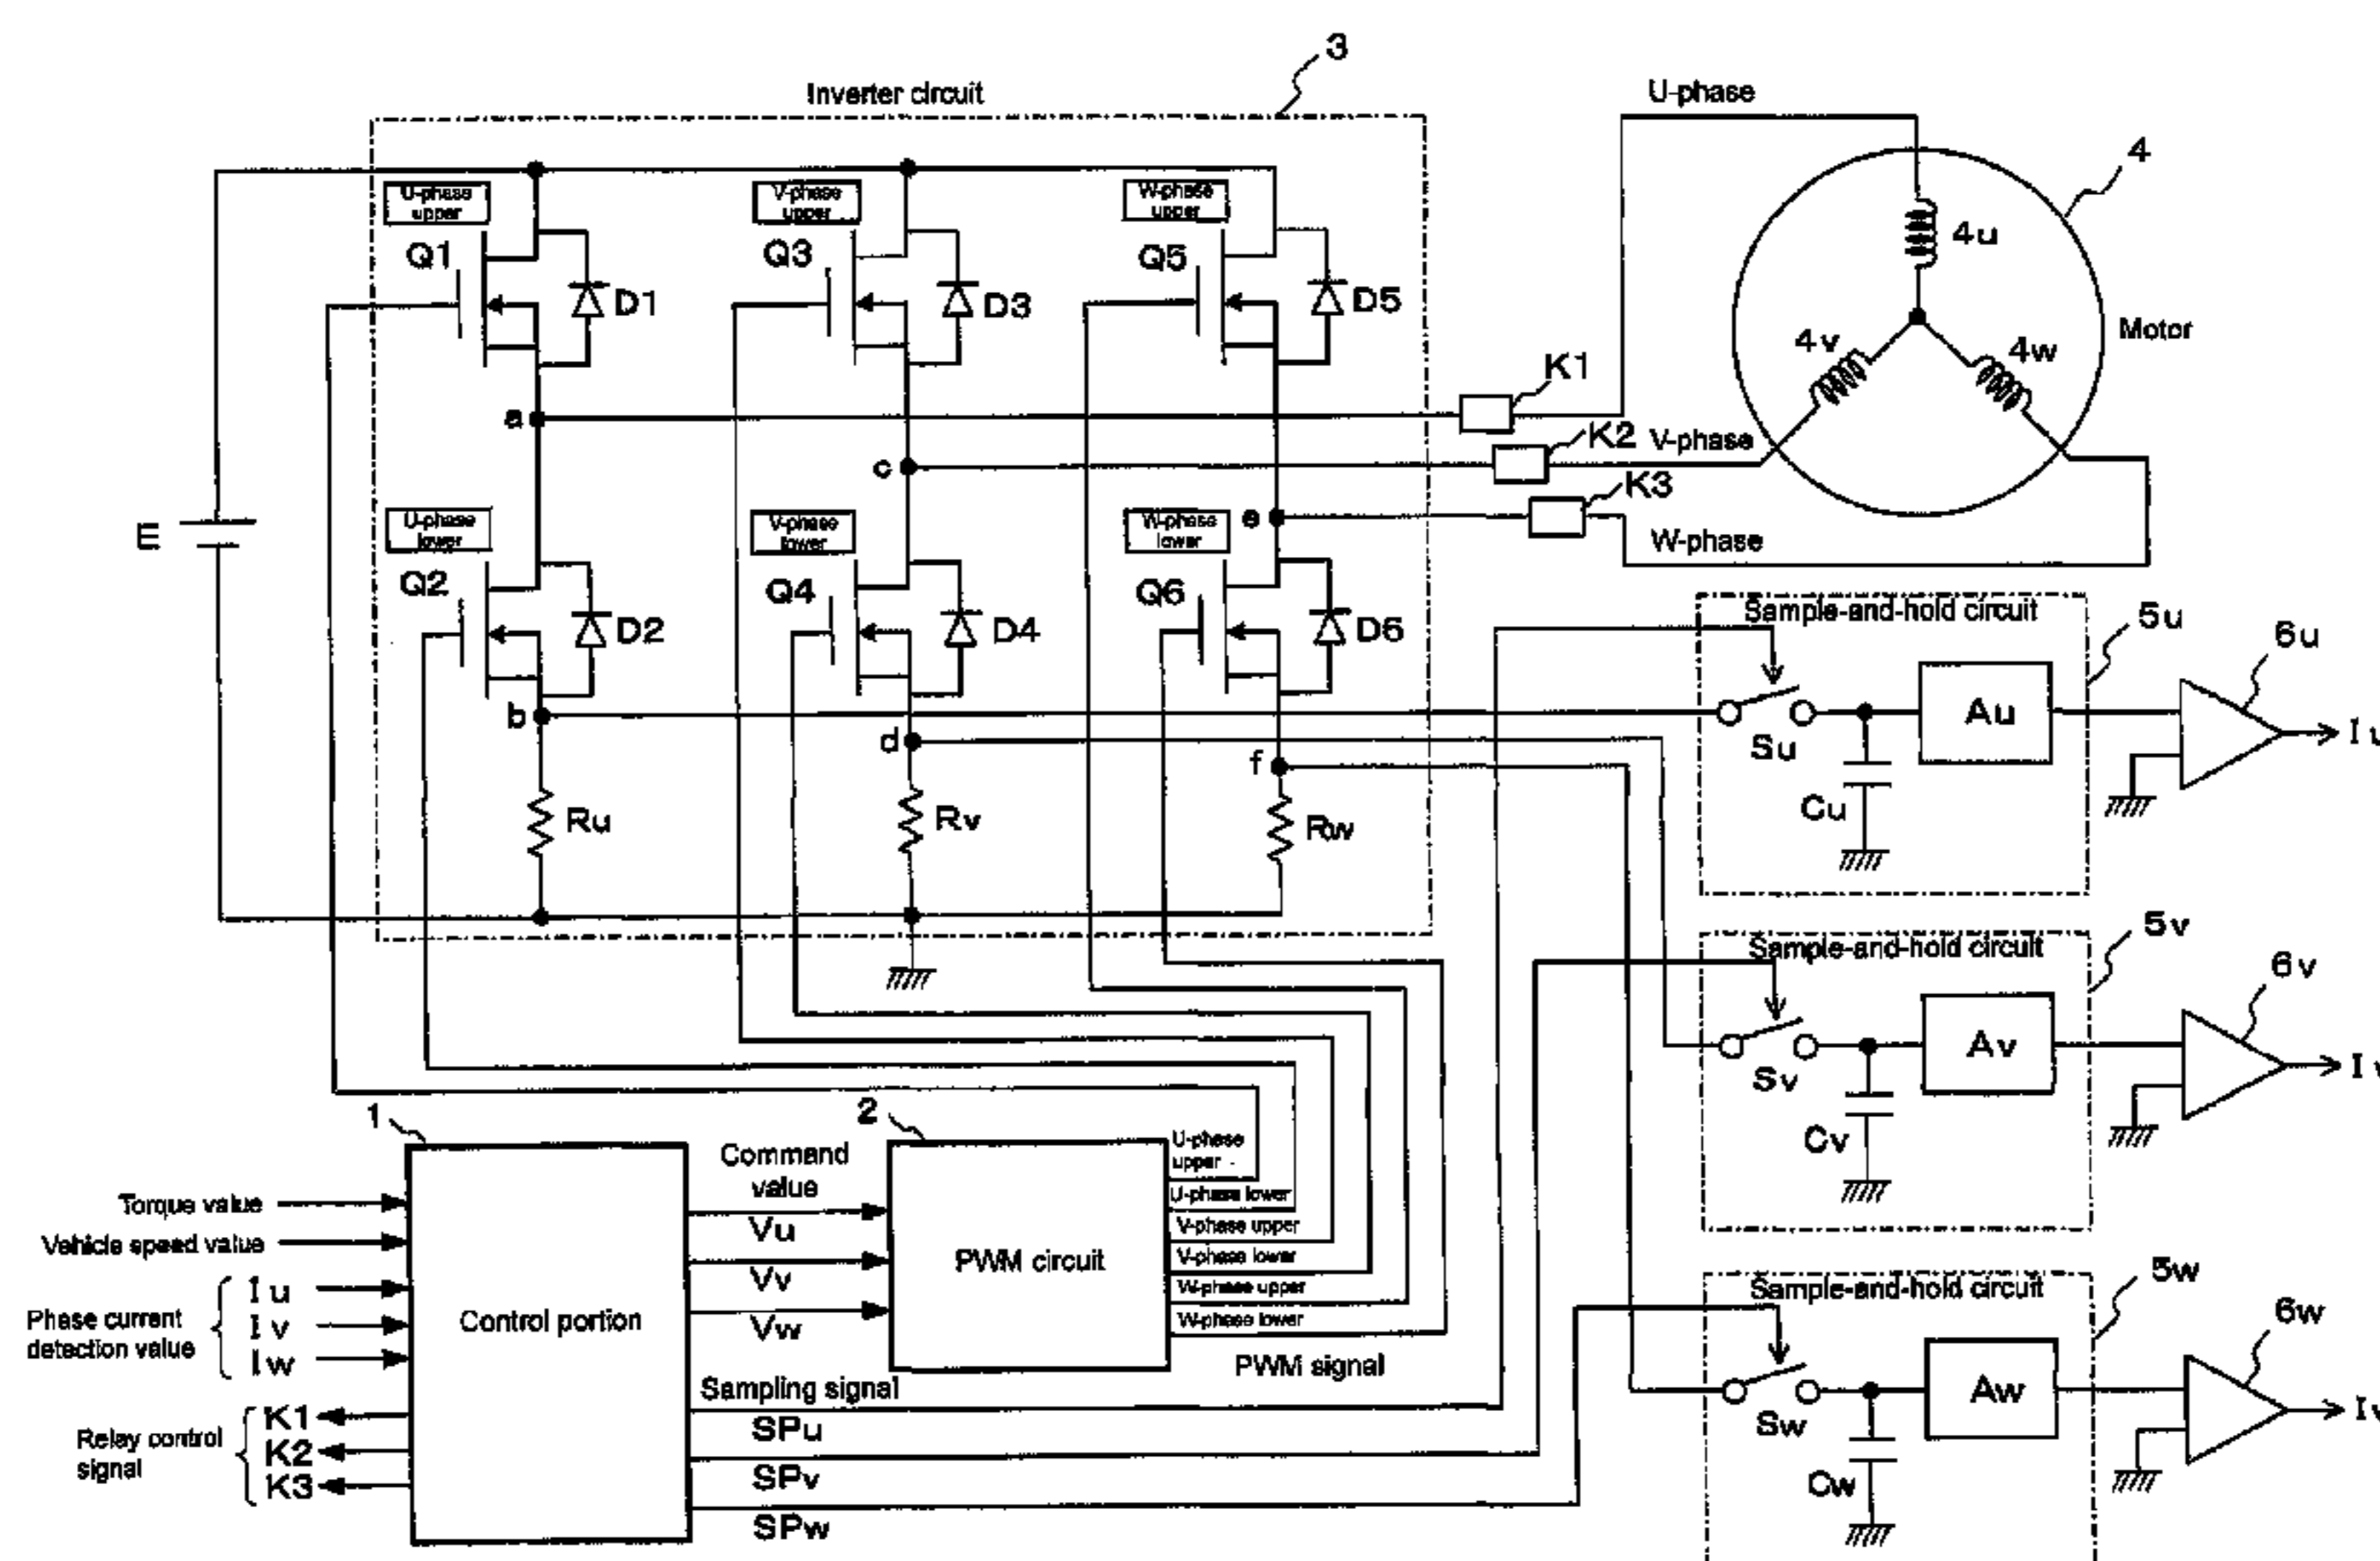 3
Inverter circuit
U-phase
4
U-phase
upper
V-phase
upper
W-phase
upper
Q1
Q3
Q5
D1
D3
D5
4u
4v
4w
Motor
K1
a
K2
V-phase
c
K3
e
W-phase
E
U-phase
lower
V-phase
lower
W-phase
lower
Q2
Q4
Q6
D2
D4
D6
Sample-and-hold circuit
5u
6u
b
d
f
Su
Au
Iu
Cu
Ru
Rv
Rw
Sample-and-hold circuit
5v
6v
Sv
Av
I
Cv
1
2
Command
value
Vu
Vv
Vw
PWM circuit
U-phase
upper
U-phase lower
V-phase upper
V-phase lower
W-phase upper
W-phase lower
PWM signal
Torque value
Vehicle speed value
Phase current
detection value
Iu
Iv
Iw
Control portion
Relay control
signal
K1
K2
K3
Sampling signal
SPu
SPv
SPw
Sample-and-hold circuit
5w
6w
Sw
Aw
I
Cw